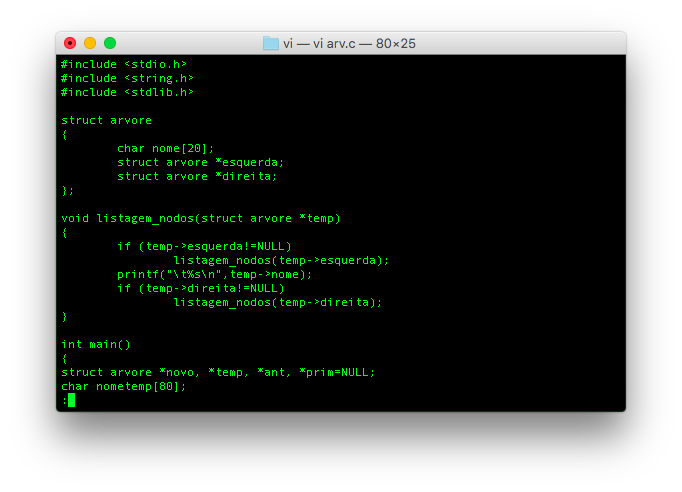 vi — vi arv.c — 80×25
#include <stdio.h>
#include <string.h>
#include <stdlib.h>

struct arvore
{
        char nome[20];
        struct arvore *esquerda;
        struct arvore *direita;
};

void listagem_nodos(struct arvore *temp)
{
        if (temp->esquerda!=NULL)
                listagem_nodos(temp->esquerda);
        printf("\t%s\n",temp->nome);
        if (temp->direita!=NULL)
                listagem_nodos(temp->direita);
}

int main()
{
struct arvore *novo, *temp, *ant, *prim=NULL;
char nometemp[80];
: